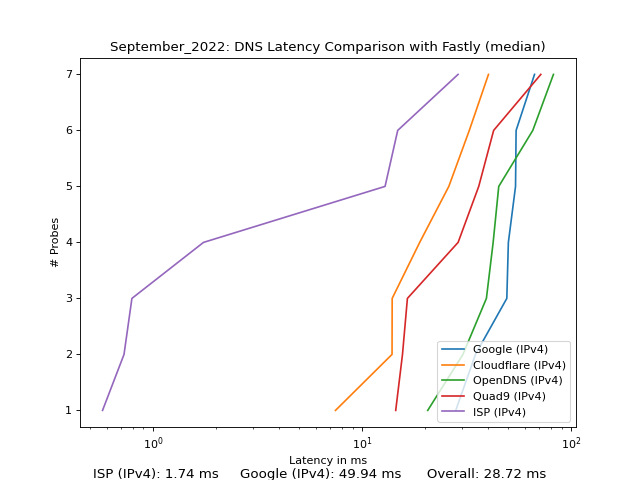 September_2022: DNS Latency Comparison with Fastly (median)
# Probes
7
6
5
4
3
2
1
Google (IPv4)
Cloudflare (IPv4)
OpenDNS (IPv4)
Quad9 (IPv4)
ISP (IPv4)
10⁰ 10¹ 10²
Latency in ms
ISP (IPv4): 1.74 ms Google (IPv4): 49.94 ms Overall: 28.72 ms